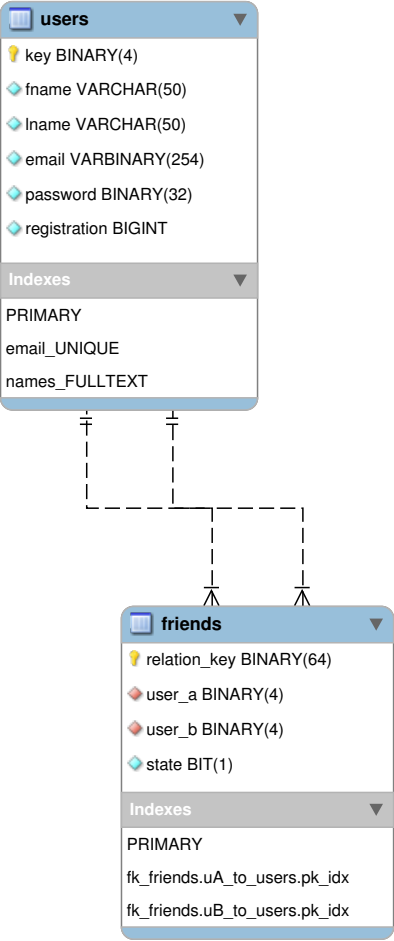 users
key BINARY(4)
fname VARCHAR(50)
lname VARCHAR(50)
email VARBINARY(254)
password BINARY(32)
registration BIGINT
Indexes
PRIMARY
email_UNIQUE
names_FULLTEXT
friends
relation_key BINARY(64)
user_a BINARY(4)
user_b BINARY(4)
state BIT(1)
Indexes
PRIMARY
fk_friends.uA_to_users.pk_idx
fk_friends.uB_to_users.pk_idx